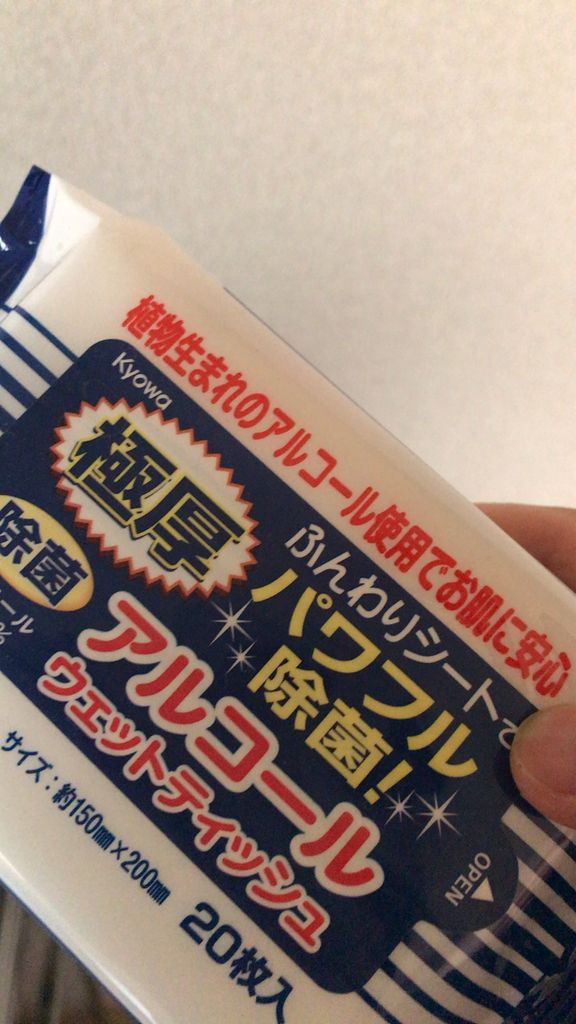 植物生まれのアルコール使用でお肌に安心
Kyowa
極厚
ふんわりシートで
パワフル
除菌!
除菌
アルコール
ウエットティッシュ
OPEN
サイズ：約150mm×200mm
20枚入